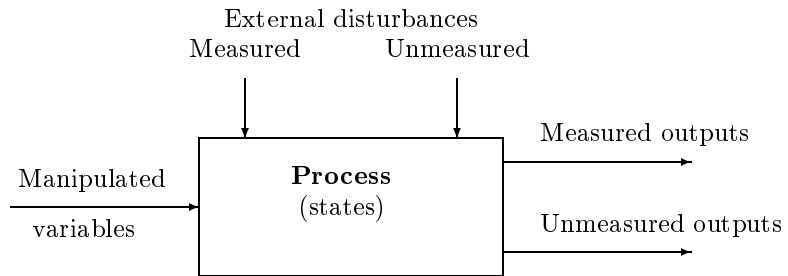 External disturbances
Measured
Unmeasured
Measured outputs
Manipulated
variables
Process
(states)
Unmeasured outputs